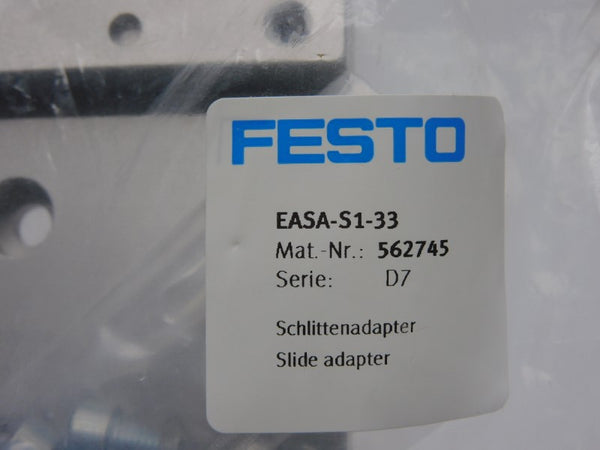 FESTO
EASA-S1-33
Mat.-Nr.: 562745
Serie: D7
Schlittenadapter
Slide adapter